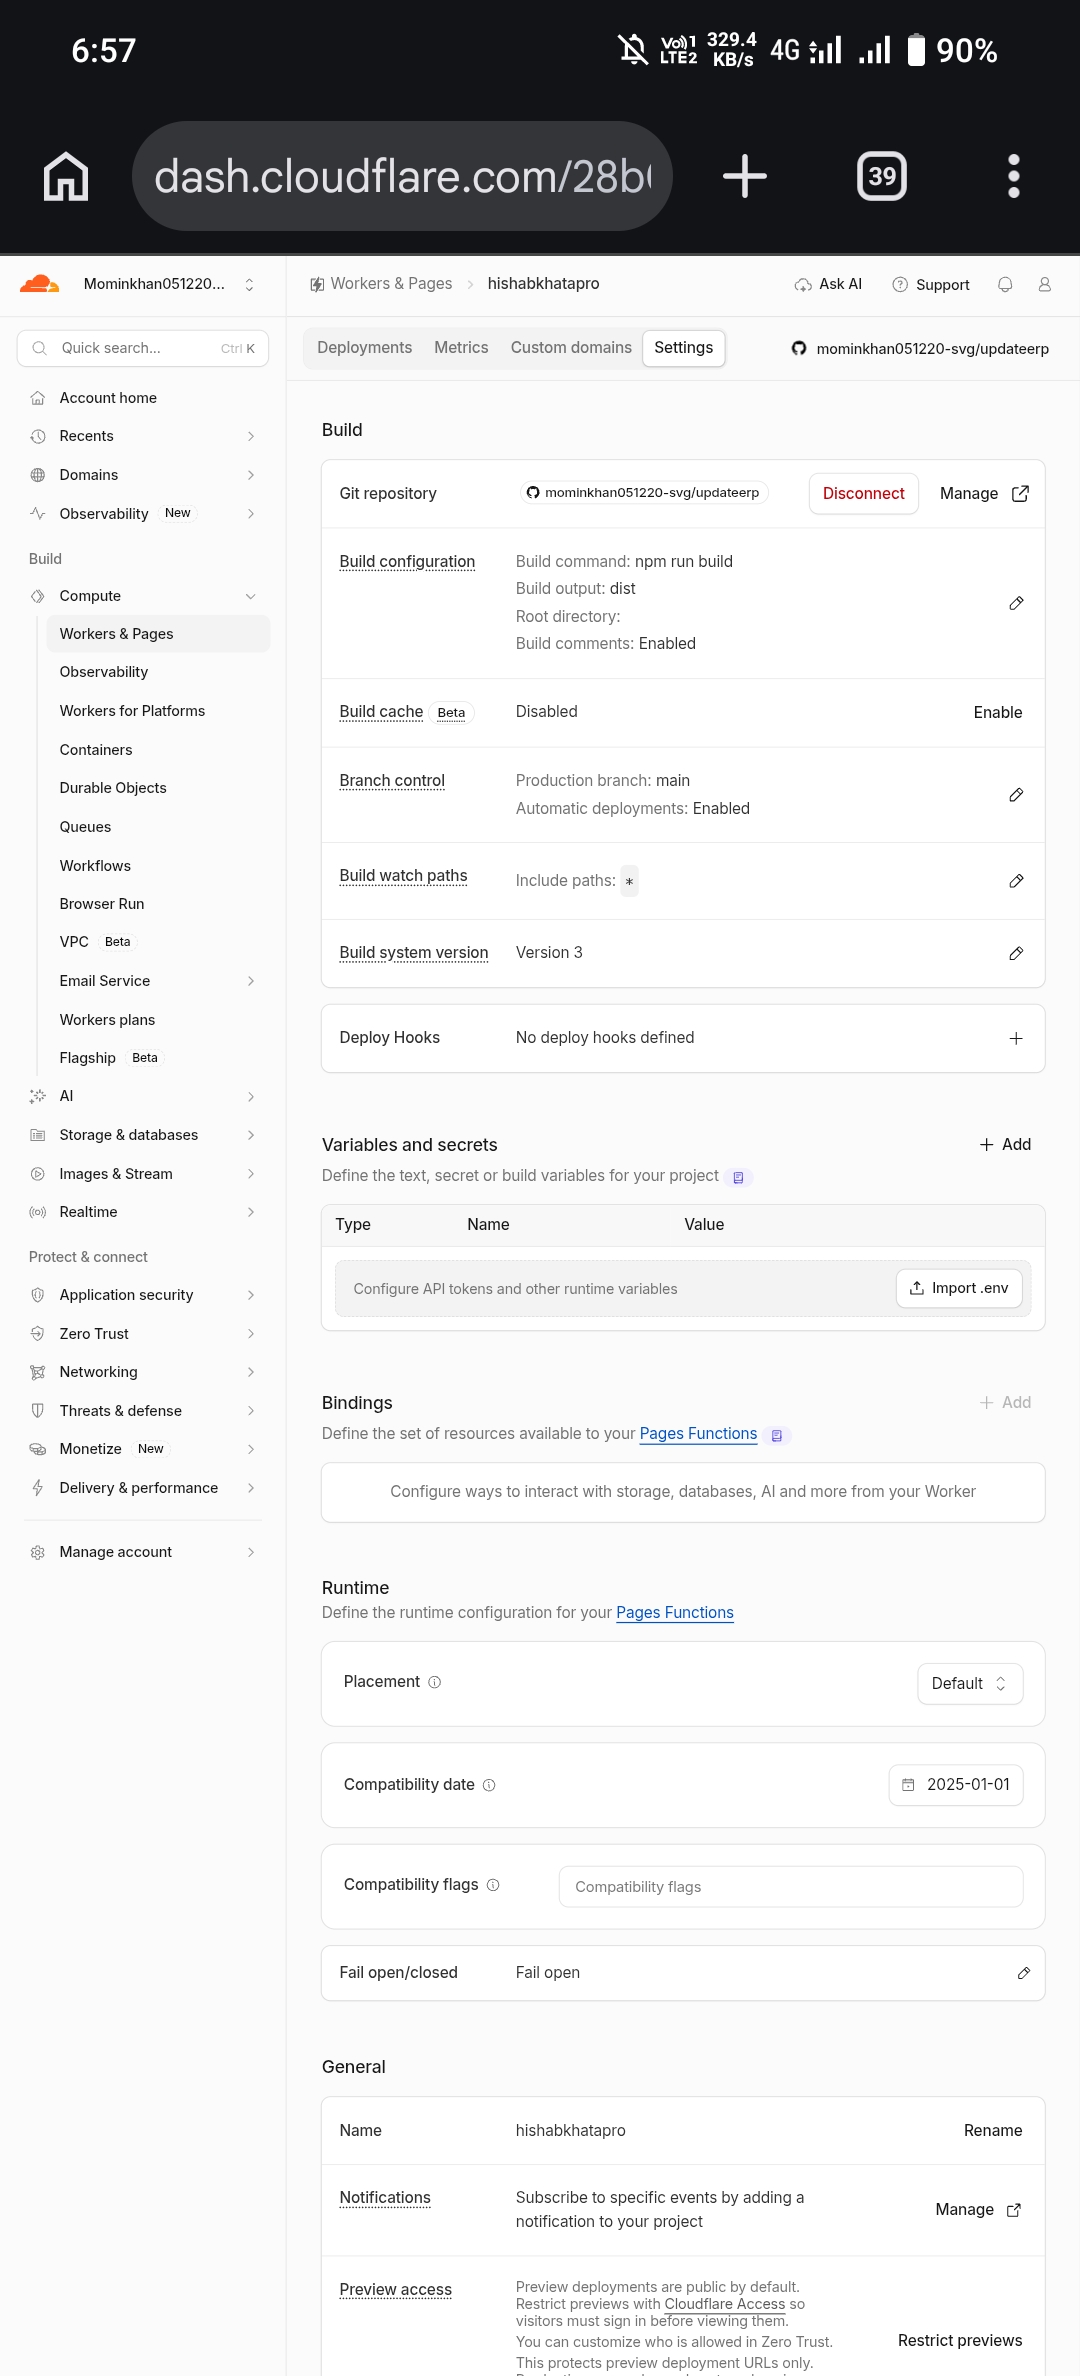 6:57
Vo)) 1
LTE2
329.4
KB/s
4G
90%
dash.cloudflare.com/28b
39
Mominkhan051220...
Workers & Pages
hishabkhatapro
Ask AI
Support
Quick search...
Ctrl K
Deployments
Metrics
Custom domains
Settings
mominkhan051220-svg/updateerp
Account home
Recents
Domains
Observability New
Build
Compute
Workers & Pages
Observability
Workers for Platforms
Containers
Durable Objects
Queues
Workflows
Browser Run
VPC Beta
Email Service
Workers plans
Flagship Beta
AI
Storage & databases
Images & Stream
Realtime
Protect & connect
Application security
Zero Trust
Networking
Threats & defense
Monetize New
Delivery & performance
Manage account
Build
Git repository
mominkhan051220-svg/updateerp
Disconnect
Manage
Build configuration
Build command: npm run build
Build output: dist
Root directory:
Build comments: Enabled
Build cache Beta
Disabled
Enable
Branch control
Production branch: main
Automatic deployments: Enabled
Build watch paths
Include paths: *
Build system version
Version 3
Deploy Hooks
No deploy hooks defined
Variables and secrets
Add
Define the text, secret or build variables for your project
Type
Name
Value
Configure API tokens and other runtime variables
Import .env
Bindings
Add
Define the set of resources available to your Pages Functions
Configure ways to interact with storage, databases, AI and more from your Worker
Runtime
Define the runtime configuration for your Pages Functions
Placement
Default
Compatibility date
2025-01-01
Compatibility flags
Compatibility flags
Fail open/closed
Fail open
General
Name
hishabkhatapro
Rename
Notifications
Subscribe to specific events by adding a
notification to your project
Manage
Preview access
Preview deployments are public by default.
Restrict previews with Cloudflare Access so
visitors must sign in before viewing them.
You can customize who is allowed in Zero Trust.
This protects preview deployment URLs only.
Restrict previews